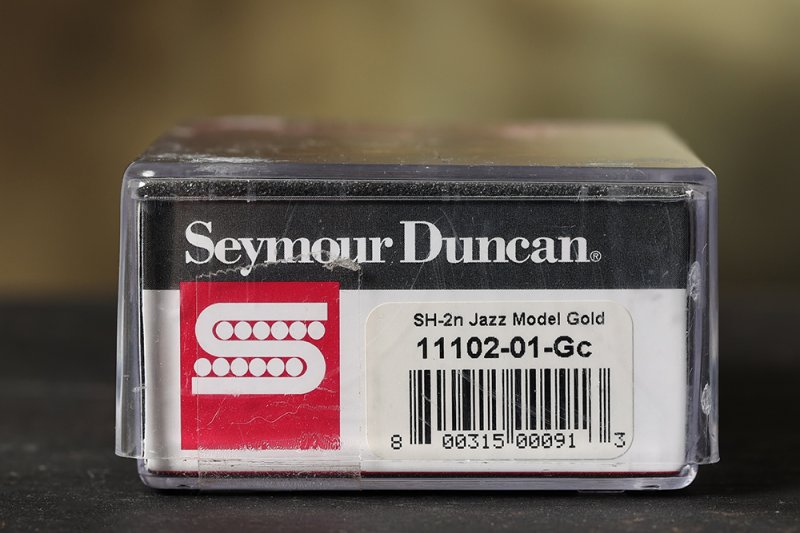 Seymour Duncan®
SH-2n Jazz Model Gold
11102-01-Gc
8 00315 00091 3